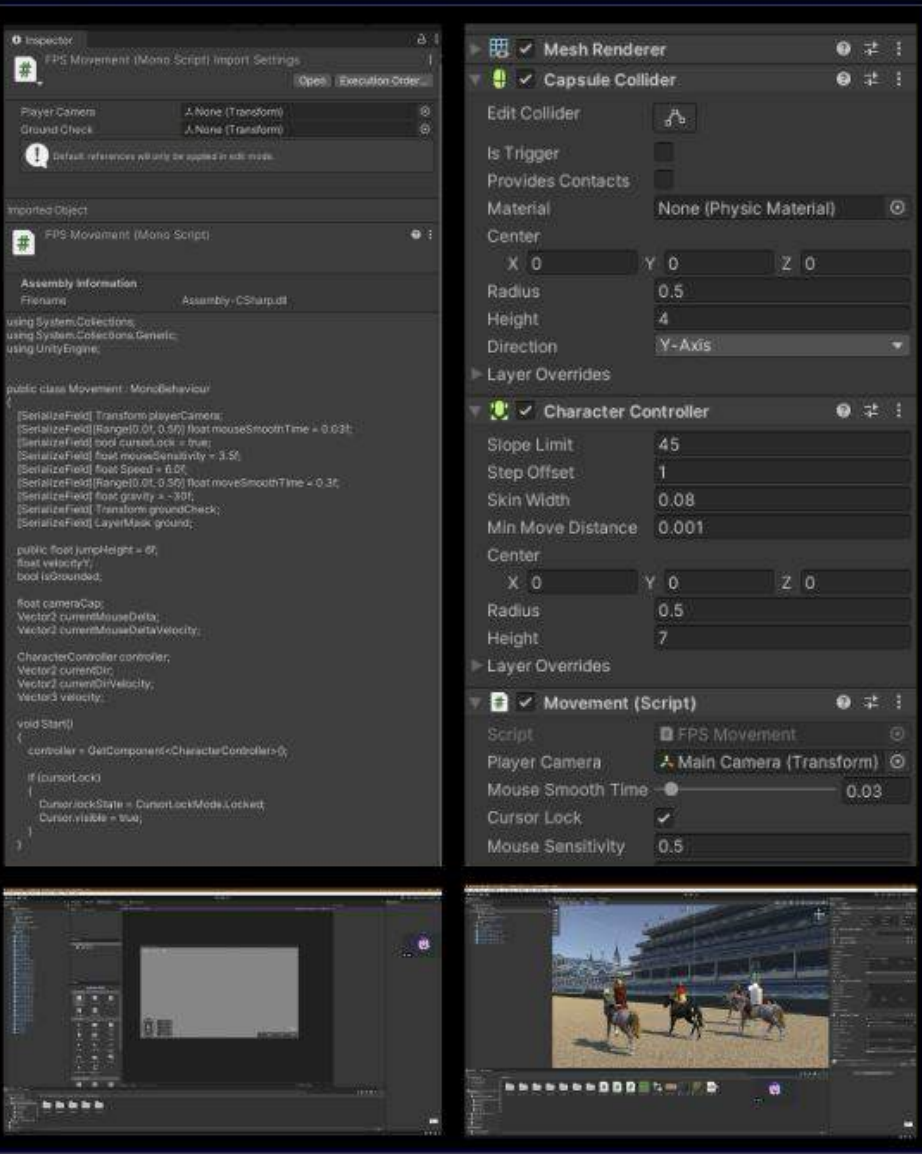 Inspector
FPS Movement (Mono Script) Import Settings
Open Execution Order...
Player Camera None (Transform)
Ground Check None (Transform)
Default references will only be applied in edit mode.
Imported Object
FPS Movement (Mono Script)
Assembly Information
Filename Assembly-CSharp.dll
using System.Collections;
using System.Collections.Generic;
using UnityEngine;
public class Movement : MonoBehaviour
{
[SerializeField] Transform playerCamera;
[SerializeField][Range(0.0f, 0.5f)] float mouseSmoothTime = 0.03f;
[SerializeField] bool cursorLock = true;
[SerializeField] float mouseSensitivity = 3.5f;
[SerializeField] float Speed = 6.0f;
[SerializeField][Range(0.0f, 0.5f)] float moveSmoothTime = 0.3f;
[SerializeField] float gravity = -30f;
[SerializeField] Transform groundCheck;
[SerializeField] LayerMask ground;
public float jumpHeight = 6f;
float velocityY;
bool isGrounded;
float cameraCap;
Vector2 currentMouseDelta;
Vector2 currentMouseDeltaVelocity;
CharacterController controller;
Vector2 currentDir;
Vector2 currentDirVelocity;
Vector3 velocity;
void Start()
{
controller = GetComponent<CharacterController>();
if (cursorLock)
{
Cursor.lockState = CursorLockMode.Locked;
Cursor.visible = true;
}
}
Mesh Renderer
Capsule Collider
Edit Collider
Is Trigger
Provides Contacts
Material None (Physic Material)
Center
X 0 Y 0 Z 0
Radius 0.5
Height 4
Direction Y-Axis
Layer Overrides
Character Controller
Slope Limit 45
Step Offset 1
Skin Width 0.08
Min Move Distance 0.001
Center
X 0 Y 0 Z 0
Radius 0.5
Height 7
Layer Overrides
Movement (Script)
Script FPS Movement
Player Camera Main Camera (Transform)
Mouse Smooth Time 0.03
Cursor Lock
Mouse Sensitivity 0.5